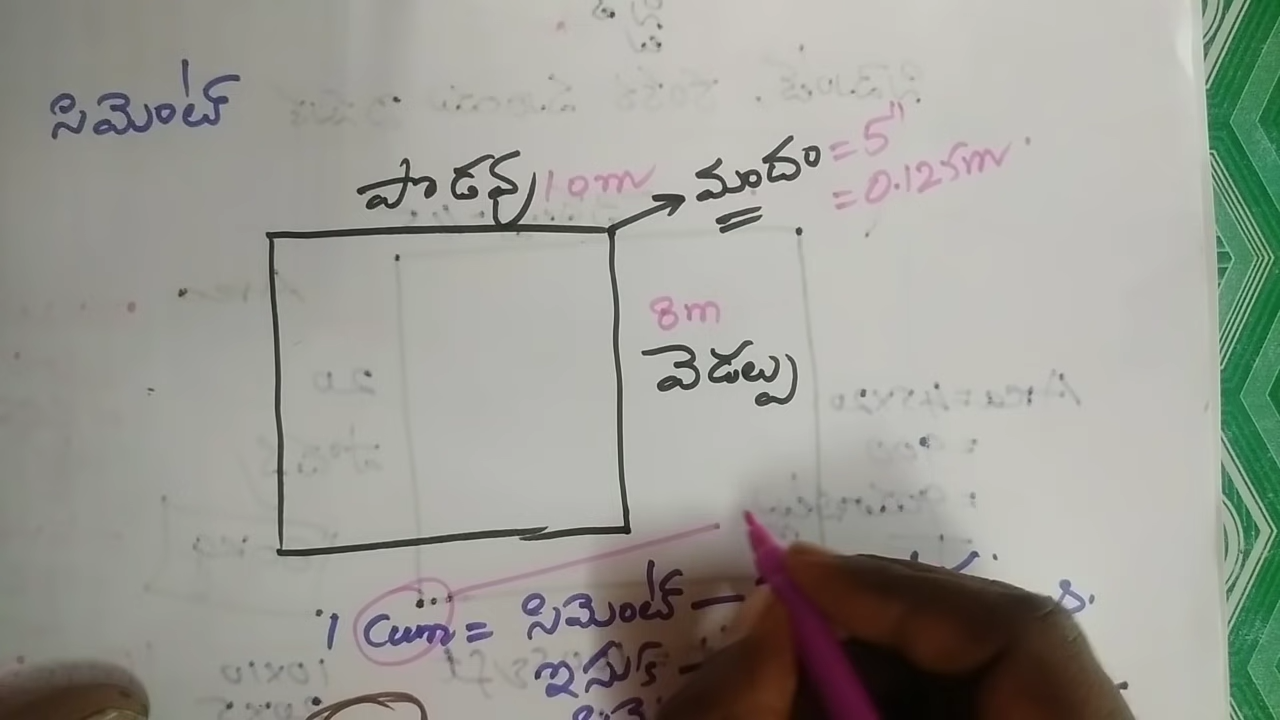 సిమెంట్
పొడవు 10m
మందం = 5"
= 0.125m
8m
వెడల్పు
1 Cum = సిమెంట్ –
ఇసుక –